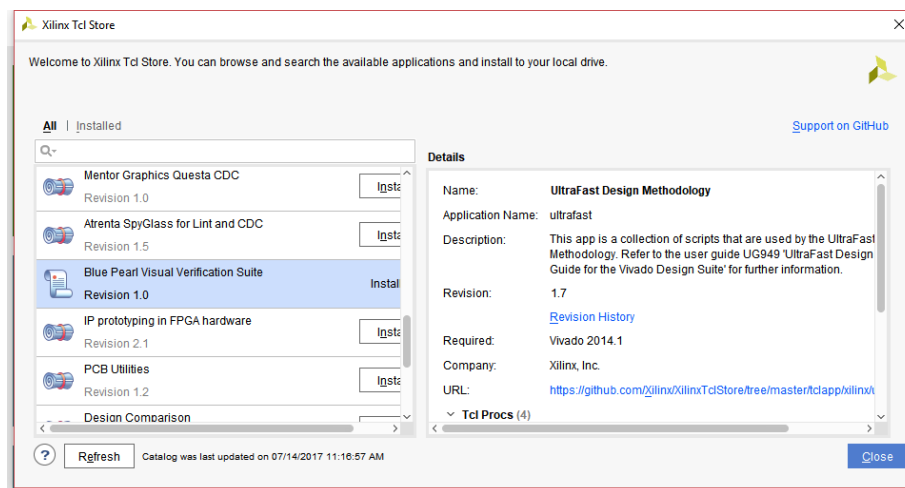 Xilinx Tcl Store
Welcome to Xilinx Tcl Store. You can browse and search the available applications and install to your local drive.
All | Installed
Support on GitHub
Mentor Graphics Questa CDC
Revision 1.0
Insta
Atrenta SpyGlass for Lint and CDC
Revision 1.5
Insta
Blue Pearl Visual Verification Suite
Revision 1.0
Instal
IP prototyping in FPGA hardware
Revision 2.1
Insta
PCB Utilities
Revision 1.2
Insta
Design Comparison
Details
Name: UltraFast Design Methodology
Application Name: ultrafast
Description: This app is a collection of scripts that are used by the UltraFast
Methodology. Refer to the user guide UG949 'UltraFast Design
Guide for the Vivado Design Suite' for further information.
Revision: 1.7
Revision History
Required: Vivado 2014.1
Company: Xilinx, Inc.
URL: https://github.com/Xilinx/XilinxTclStore/tree/master/tclapp/xilinx/u
Tcl Procs (4)
? Refresh Catalog was last updated on 07/14/2017 11:16:57 AM
Close